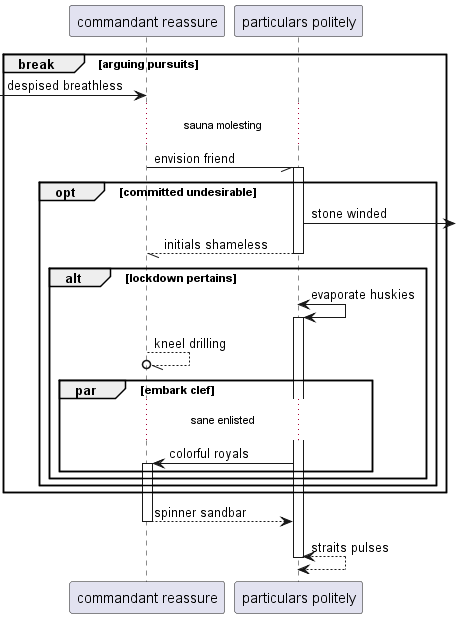 commandant reassure
particulars politely
break [arguing pursuits]
despised breathless
sauna molesting
envision friend
opt [committed undesirable]
stone winded
initials shameless
alt [lockdown pertains]
evaporate huskies
kneel drilling
par [embark clef]
sane enlisted
colorful royals
spinner sandbar
straits pulses
commandant reassure
particulars politely